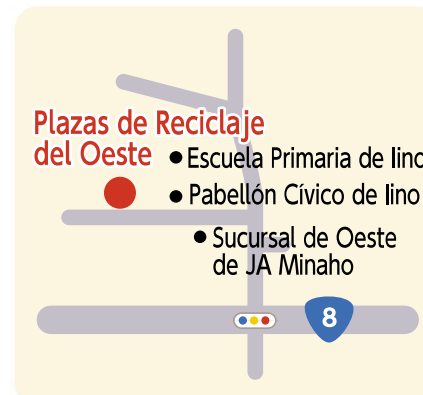 Plazas de Reciclaje
del Oeste
Escuela Primaria de Iino
Pabellón Cívico de Iino
Sucursal de Oeste
de JA Minaho
8